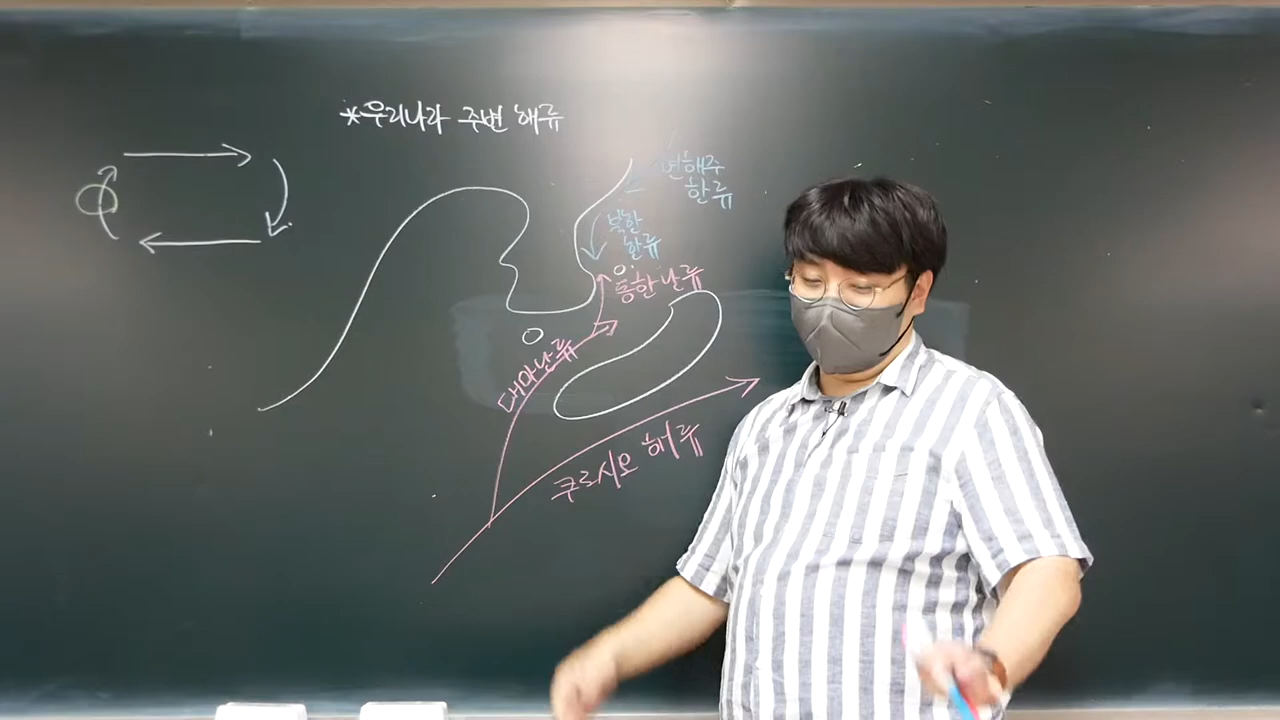 *우리나라 주변 해류
연해주
한류
북한
한류
동한난류
대마난류
쿠로시오 해류